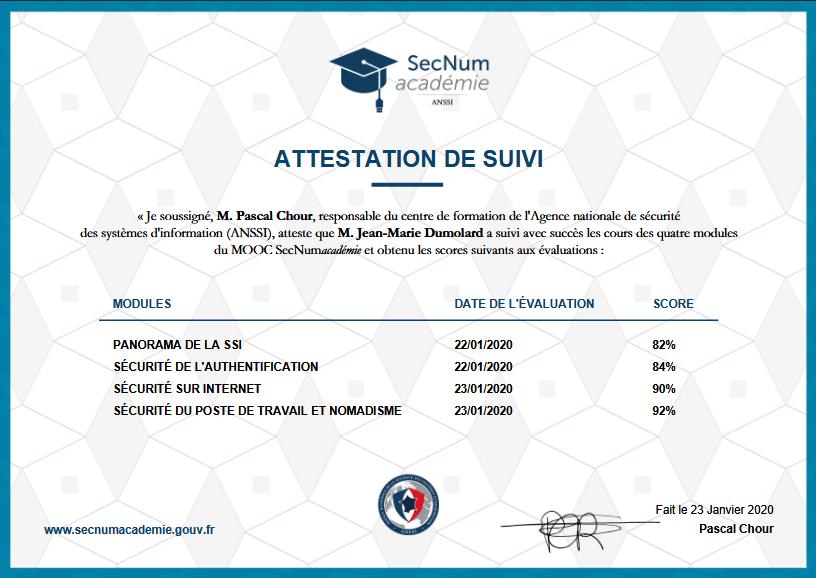 SecNum
académie
ANSSI
ATTESTATION DE SUIVI
« Je soussigné, M. Pascal Chour, responsable du centre de formation de l'Agence nationale de sécurité
des systèmes d'information (ANSSI), atteste que M. Jean-Marie Dumolard a suivi avec succès les cours des quatre modules
du MOOC SecNumacadémie et obtenu les scores suivants aux évaluations :
MODULES DATE DE L'ÉVALUATION SCORE
PANORAMA DE LA SSI 22/01/2020 82%
SÉCURITÉ DE L'AUTHENTIFICATION 22/01/2020 84%
SÉCURITÉ SUR INTERNET 23/01/2020 90%
SÉCURITÉ DU POSTE DE TRAVAIL ET NOMADISME 23/01/2020 92%
ANSSI
Fait le 23 Janvier 2020
www.secnumacademie.gouv.fr
Pascal Chour